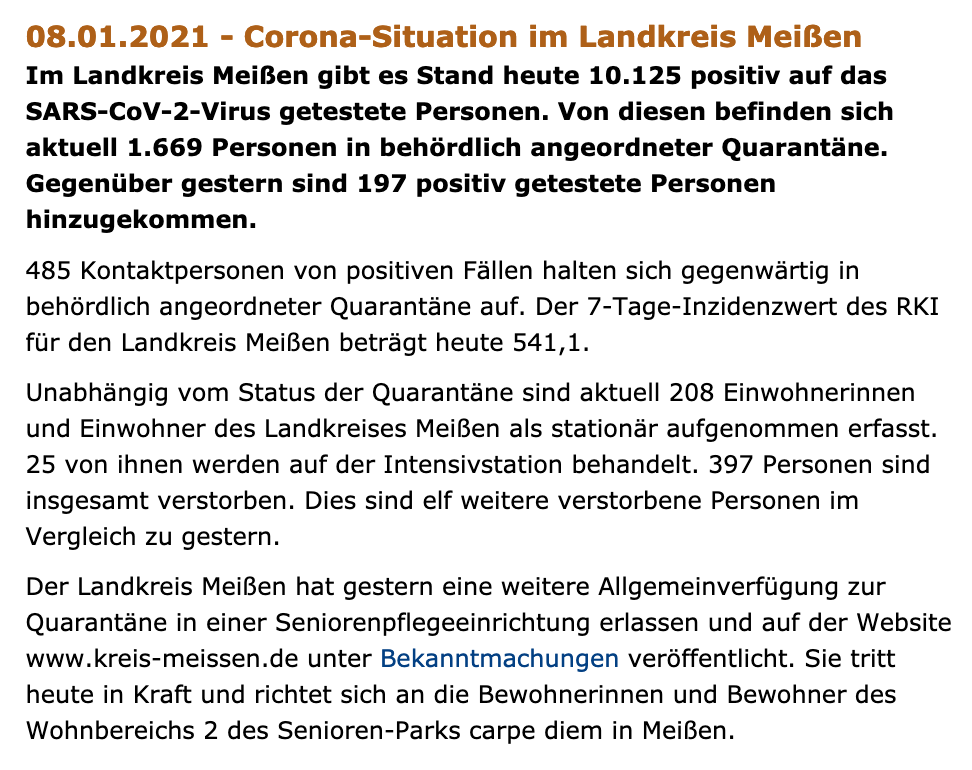 08.01.2021 - Corona-Situation im Landkreis Meißen
Im Landkreis Meißen gibt es Stand heute 10.125 positiv auf das
SARS-CoV-2-Virus getestete Personen. Von diesen befinden sich
aktuell 1.669 Personen in behördlich angeordneter Quarantäne.
Gegenüber gestern sind 197 positiv getestete Personen
hinzugekommen.
485 Kontaktpersonen von positiven Fällen halten sich gegenwärtig in
behördlich angeordneter Quarantäne auf. Der 7-Tage-Inzidenzwert des RKI
für den Landkreis Meißen beträgt heute 541,1.
Unabhängig vom Status der Quarantäne sind aktuell 208 Einwohnerinnen
und Einwohner des Landkreises Meißen als stationär aufgenommen erfasst.
25 von ihnen werden auf der Intensivstation behandelt. 397 Personen sind
insgesamt verstorben. Dies sind elf weitere verstorbene Personen im
Vergleich zu gestern.
Der Landkreis Meißen hat gestern eine weitere Allgemeinverfügung zur
Quarantäne in einer Seniorenpflegeeinrichtung erlassen und auf der Website
www.kreis-meissen.de unter Bekanntmachungen veröffentlicht. Sie tritt
heute in Kraft und richtet sich an die Bewohnerinnen und Bewohner des
Wohnbereichs 2 des Senioren-Parks carpe diem in Meißen.